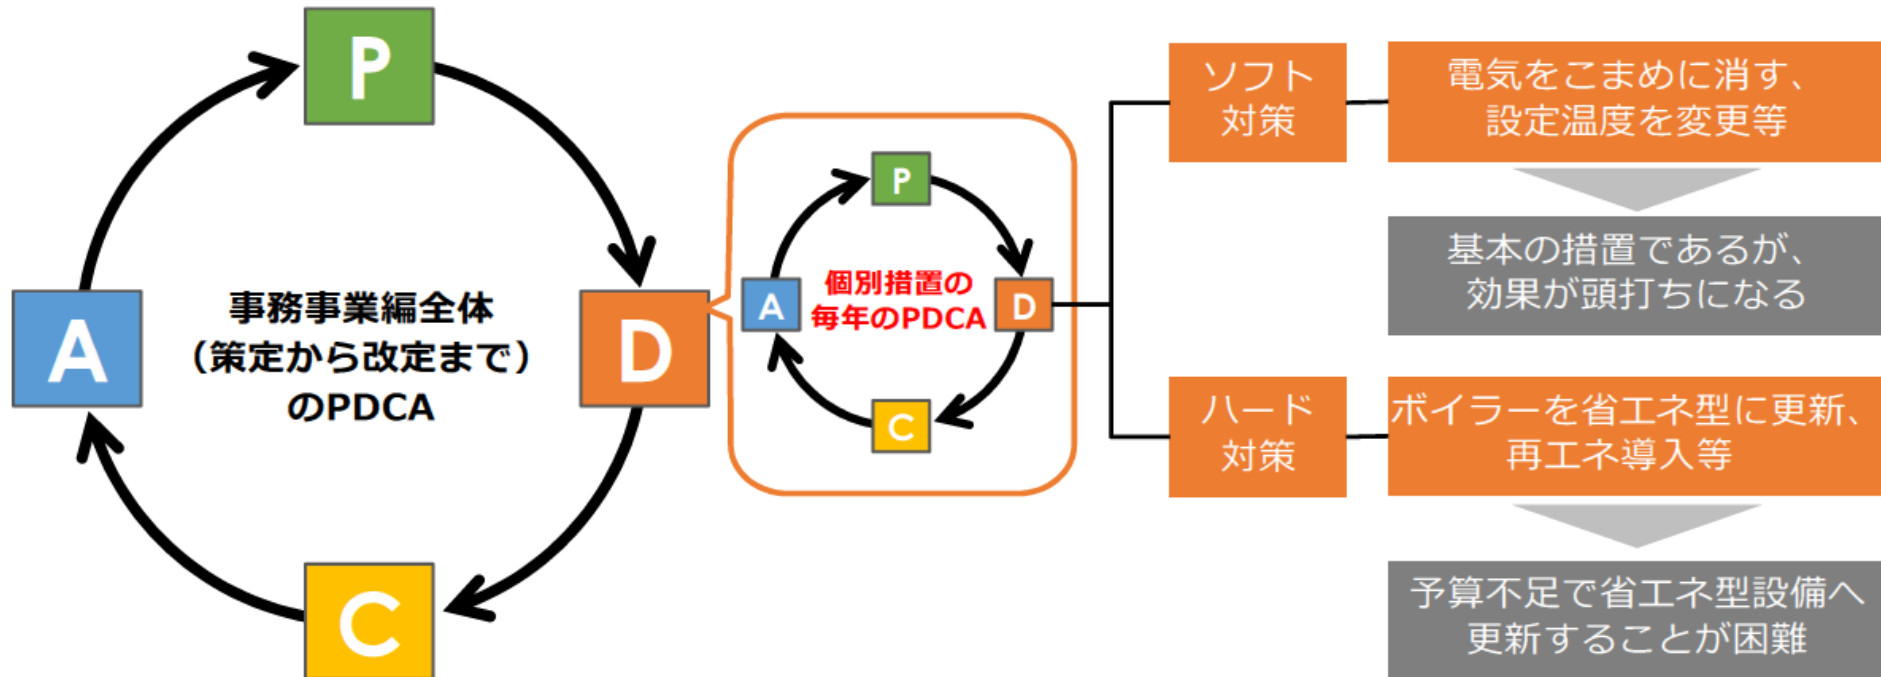 P
D
C
A
事務事業編全体
（策定から改定まで）
のPDCA
P
D
C
A
個別措置の
毎年のPDCA
ソフト
対策
電気をこまめに消す、
設定温度を変更等
基本の措置であるが、
効果が頭打ちになる
ハード
対策
ボイラーを省エネ型に更新、
再エネ導入等
予算不足で省エネ型設備へ
更新することが困難